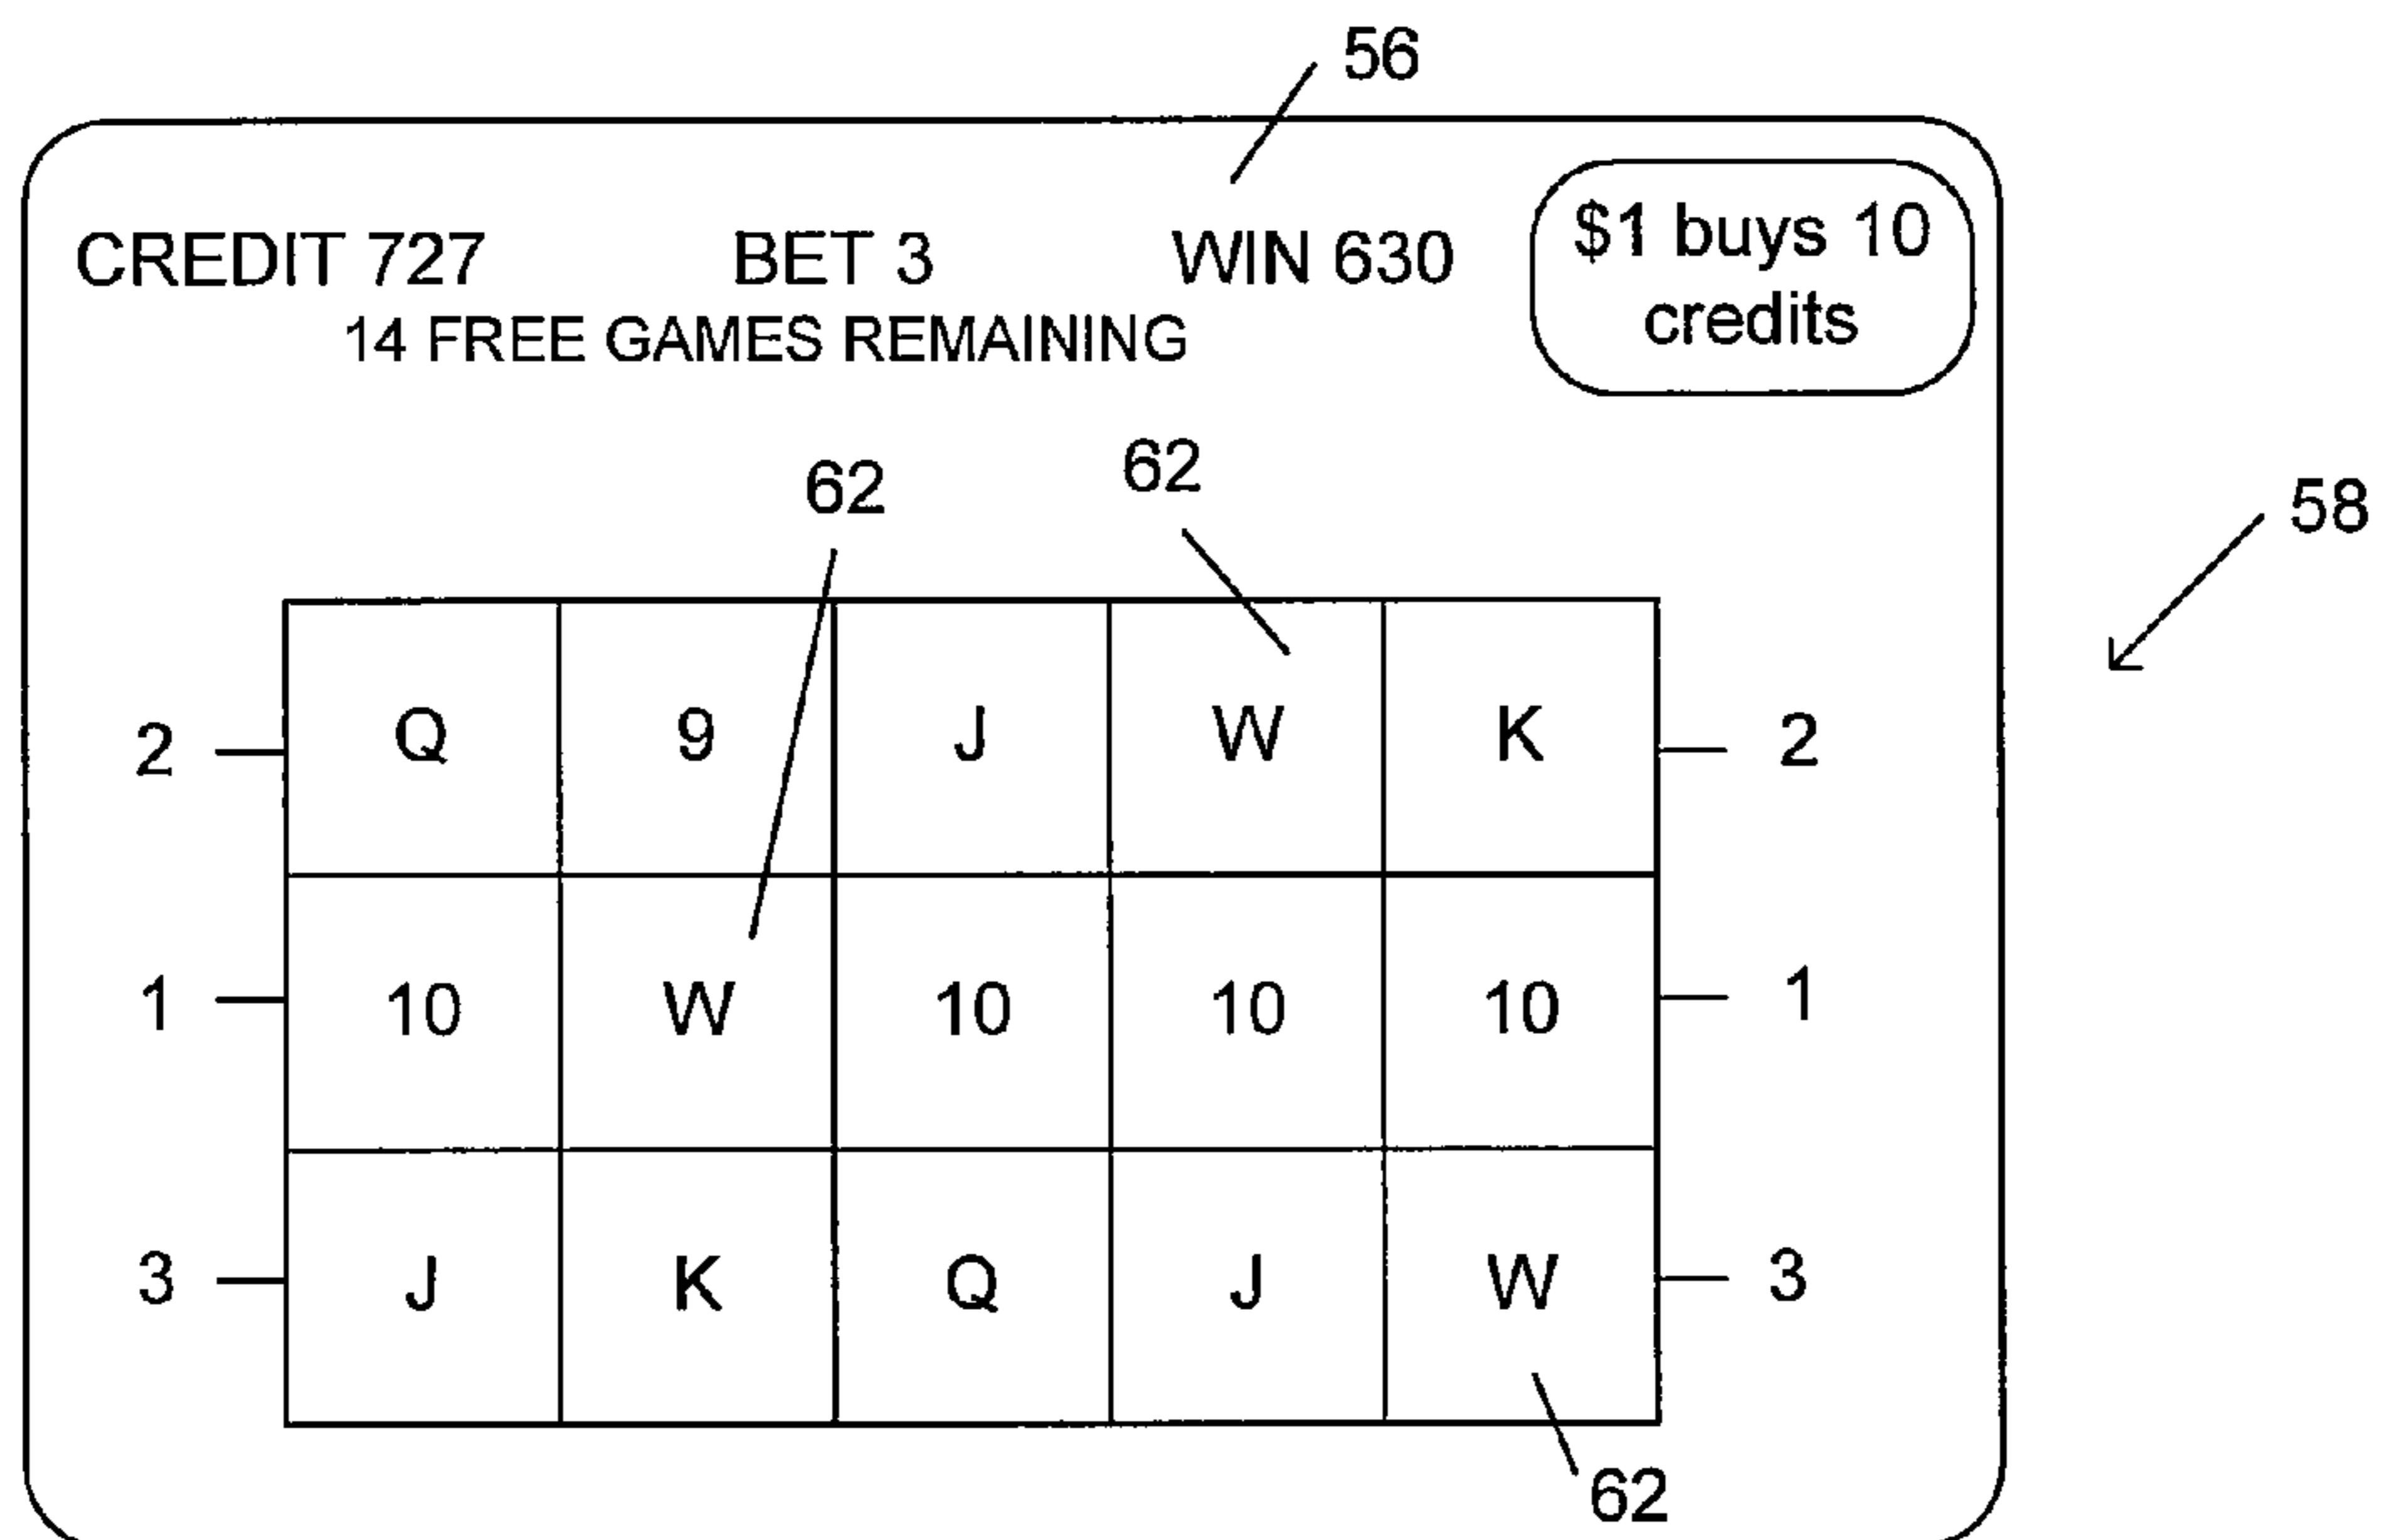 56
$1 buys 10
credits
CREDIT 727 BET 3 WIN 630
14 FREE GAMES REMAINING
62 62
58
2 Q 9 J W K 2
1 10 W 10 10 10 1
3 J K Q J W 3
62